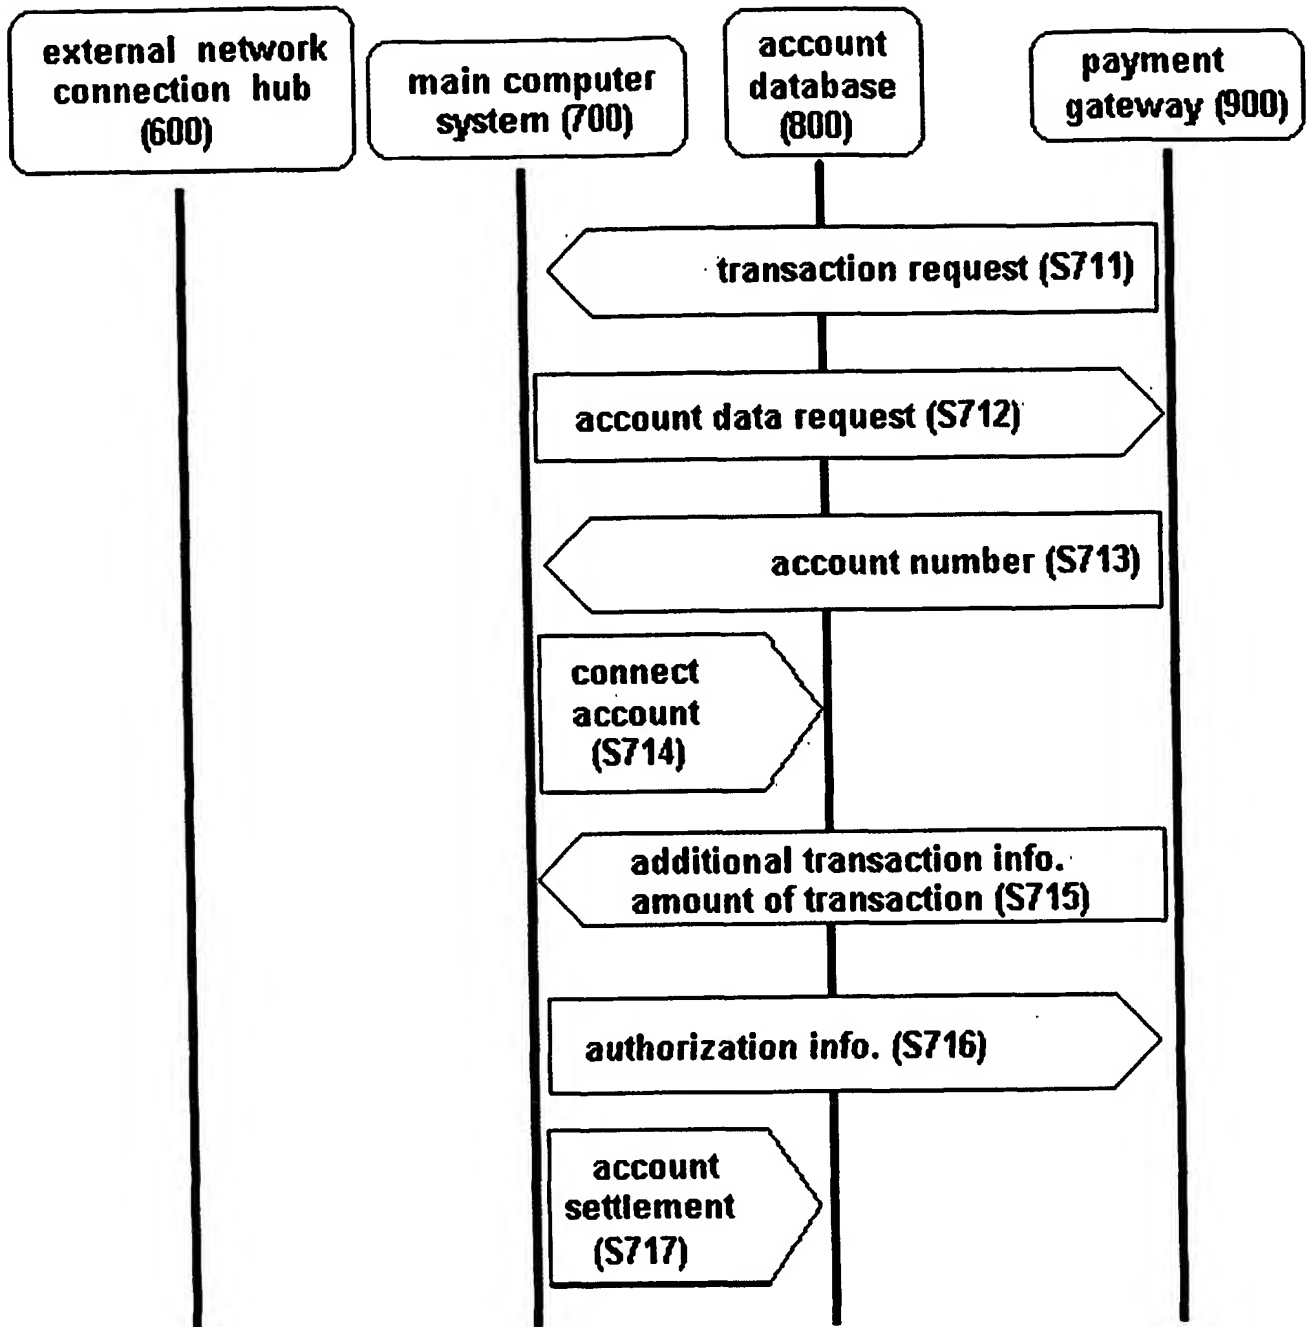 external network
connection hub
(600)
main computer
system (700)
account
database
(800)
payment
gateway (900)
transaction request (S711)
account data request (S712)
account number (S713)
connect
account
(S714)
additional transaction info.
amount of transaction (S715)
authorization info. (S716)
account
settlement
(S717)